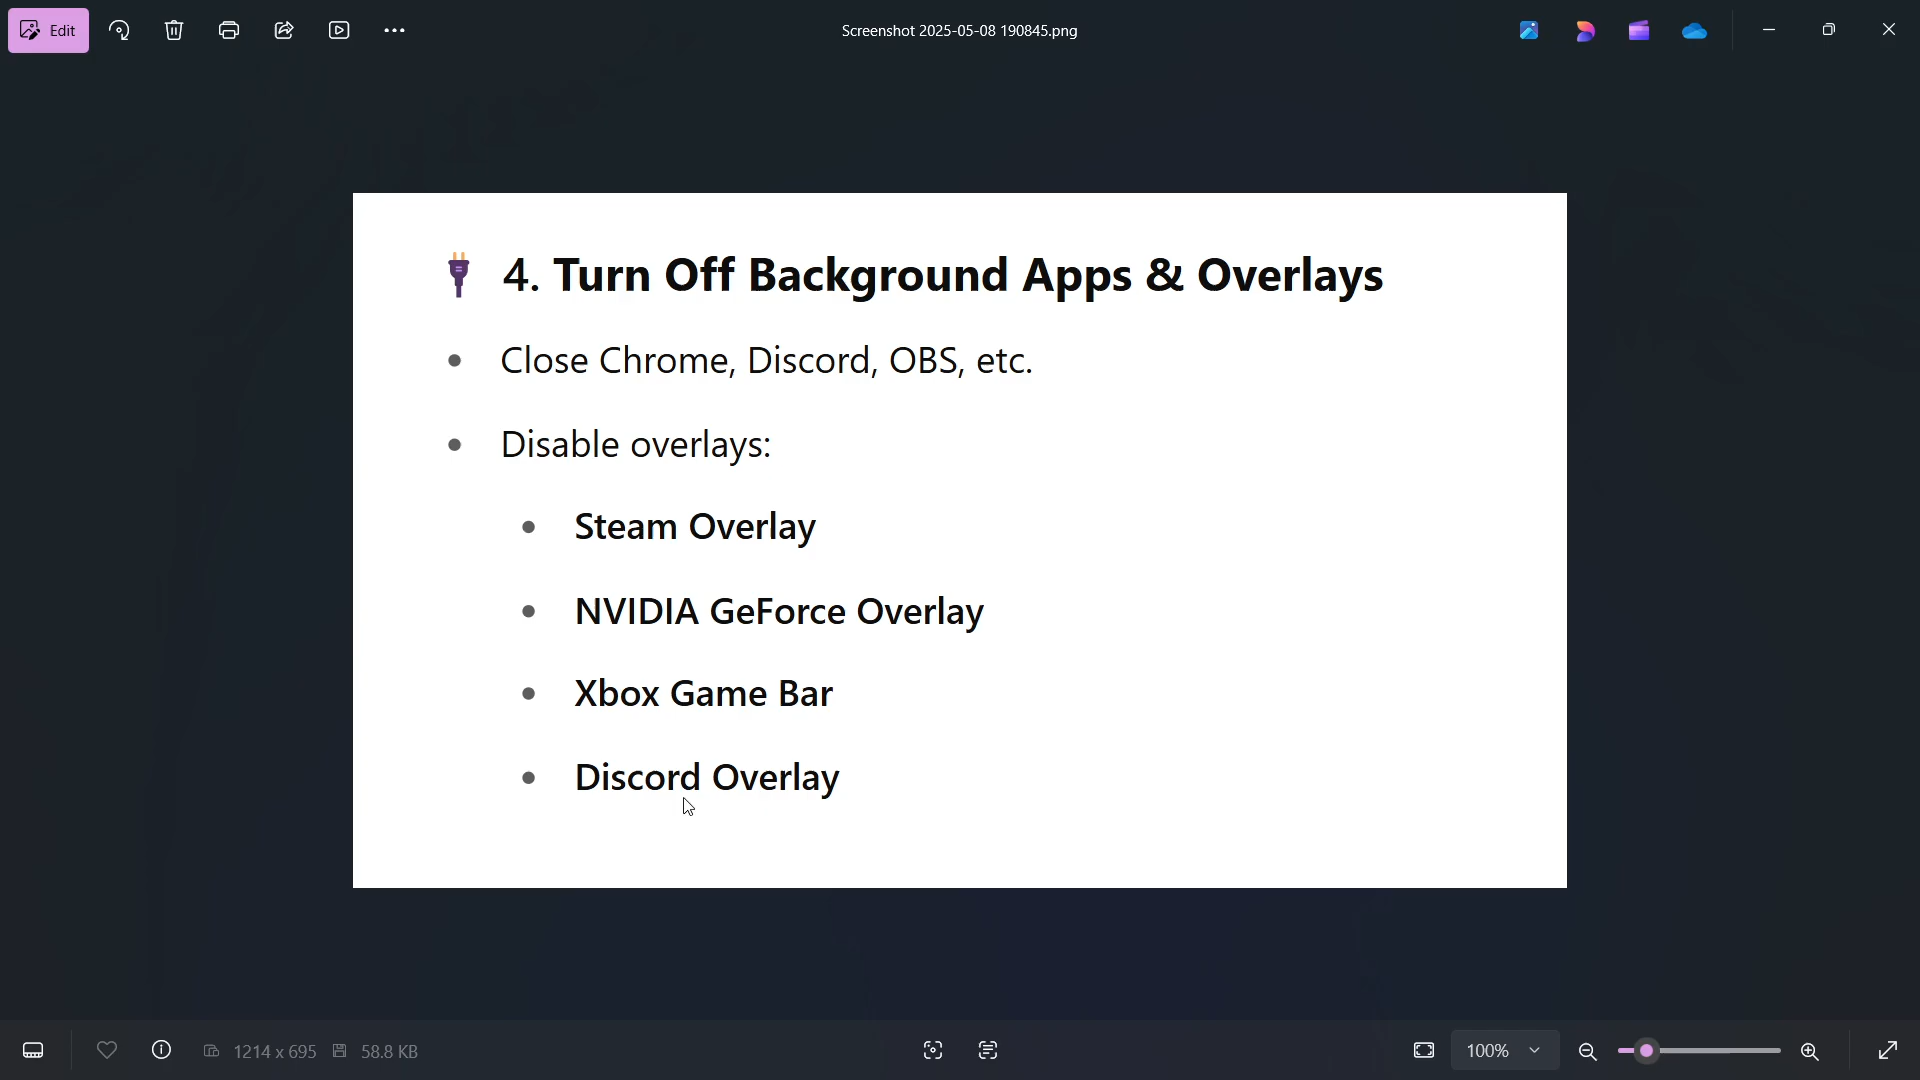 Edit
Screenshot 2025-05-08 190845.png
4. Turn Off Background Apps & Overlays
Close Chrome, Discord, OBS, etc.
Disable overlays:
Steam Overlay
NVIDIA GeForce Overlay
Xbox Game Bar
Discord Overlay
1214 x 695 58.8 KB 100%